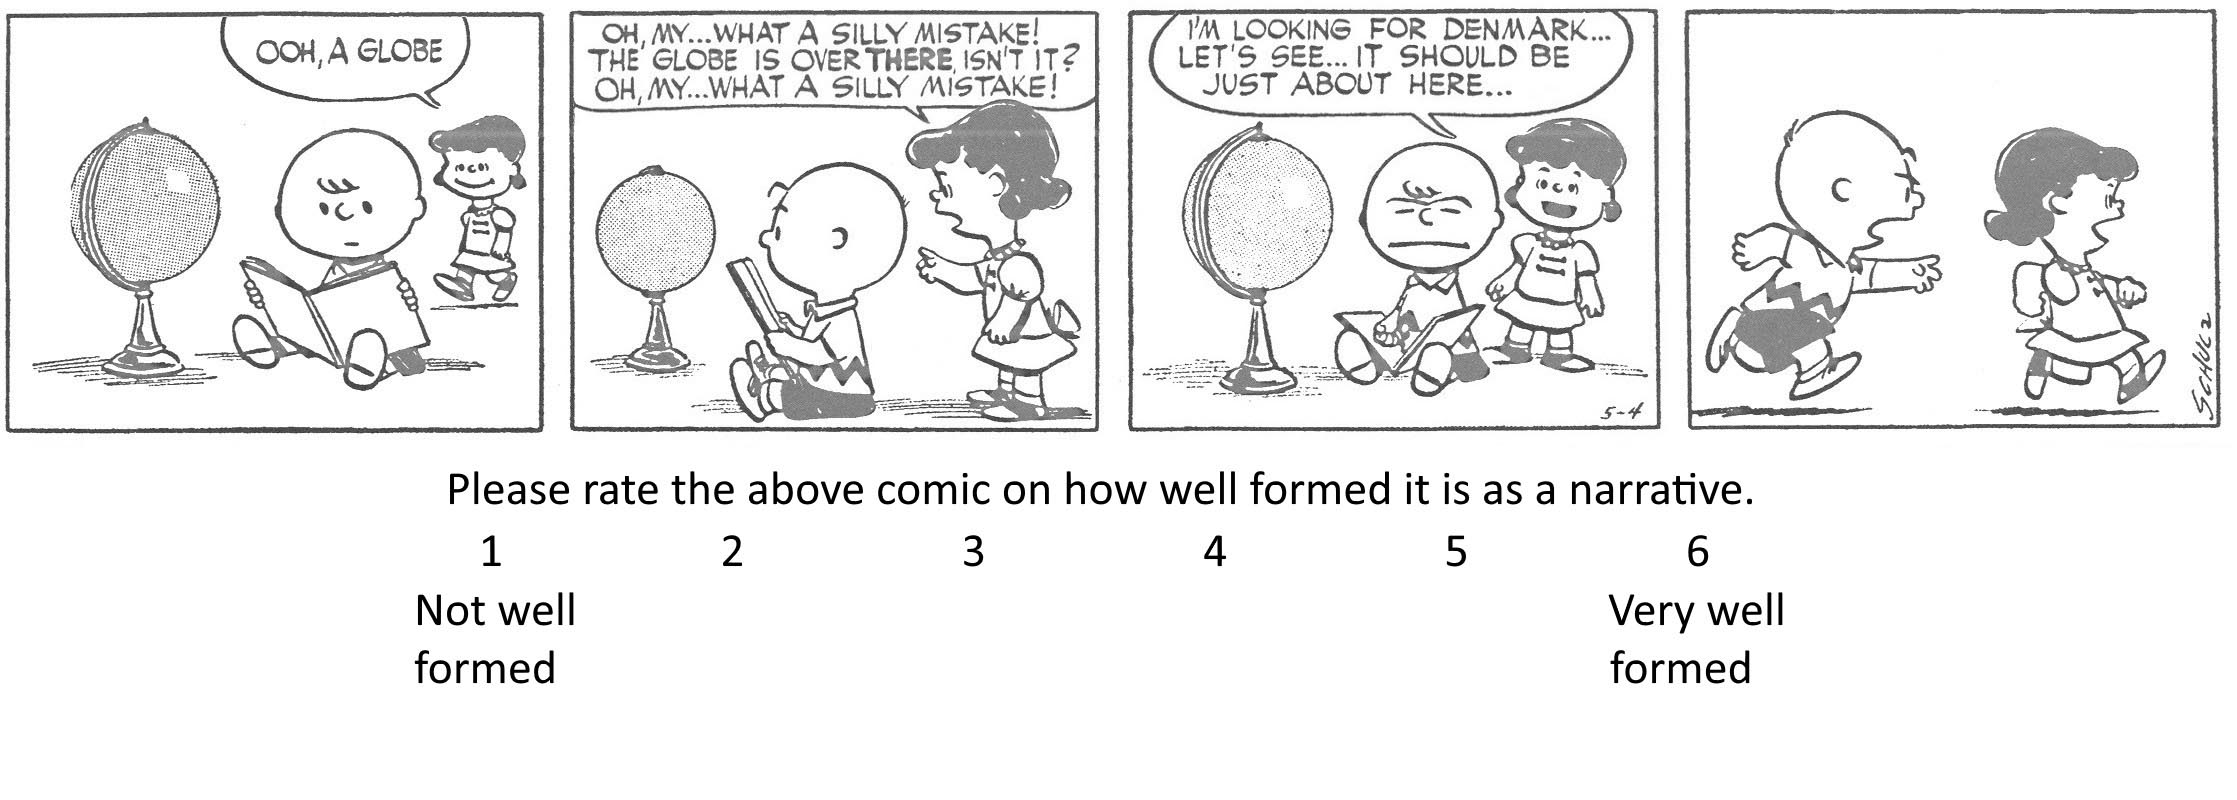 OOH, A GLOBE
OH, MY...WHAT A SILLY MISTAKE!
THE GLOBE IS OVER THERE, ISN'T IT?
OH, MY...WHAT A SILLY MISTAKE!
I'M LOOKING FOR DENMARK...
LET'S SEE...IT SHOULD BE
JUST ABOUT HERE...
5-4
SCHULZ
Please rate the above comic on how well formed it is as a narrative.
1 2 3 4 5 6
Not well
formed
Very well
formed